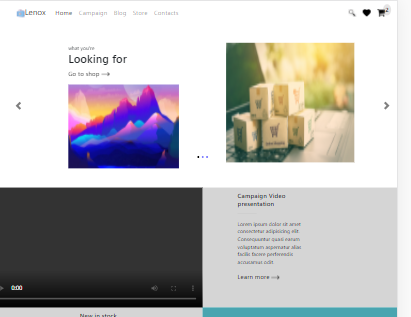 Lenox Home Campaign Blog Store Contacts
2
what you're
Looking for
Go to shop
Campaign Video
presentation
Lorem ipsum dolor sit amet
consectetur adipisicing elit.
Consequuntur quasi earum
voluptatum aspernatur alias
facilis facere perferendis
accusamus odit
Learn more
0:00
New in stock